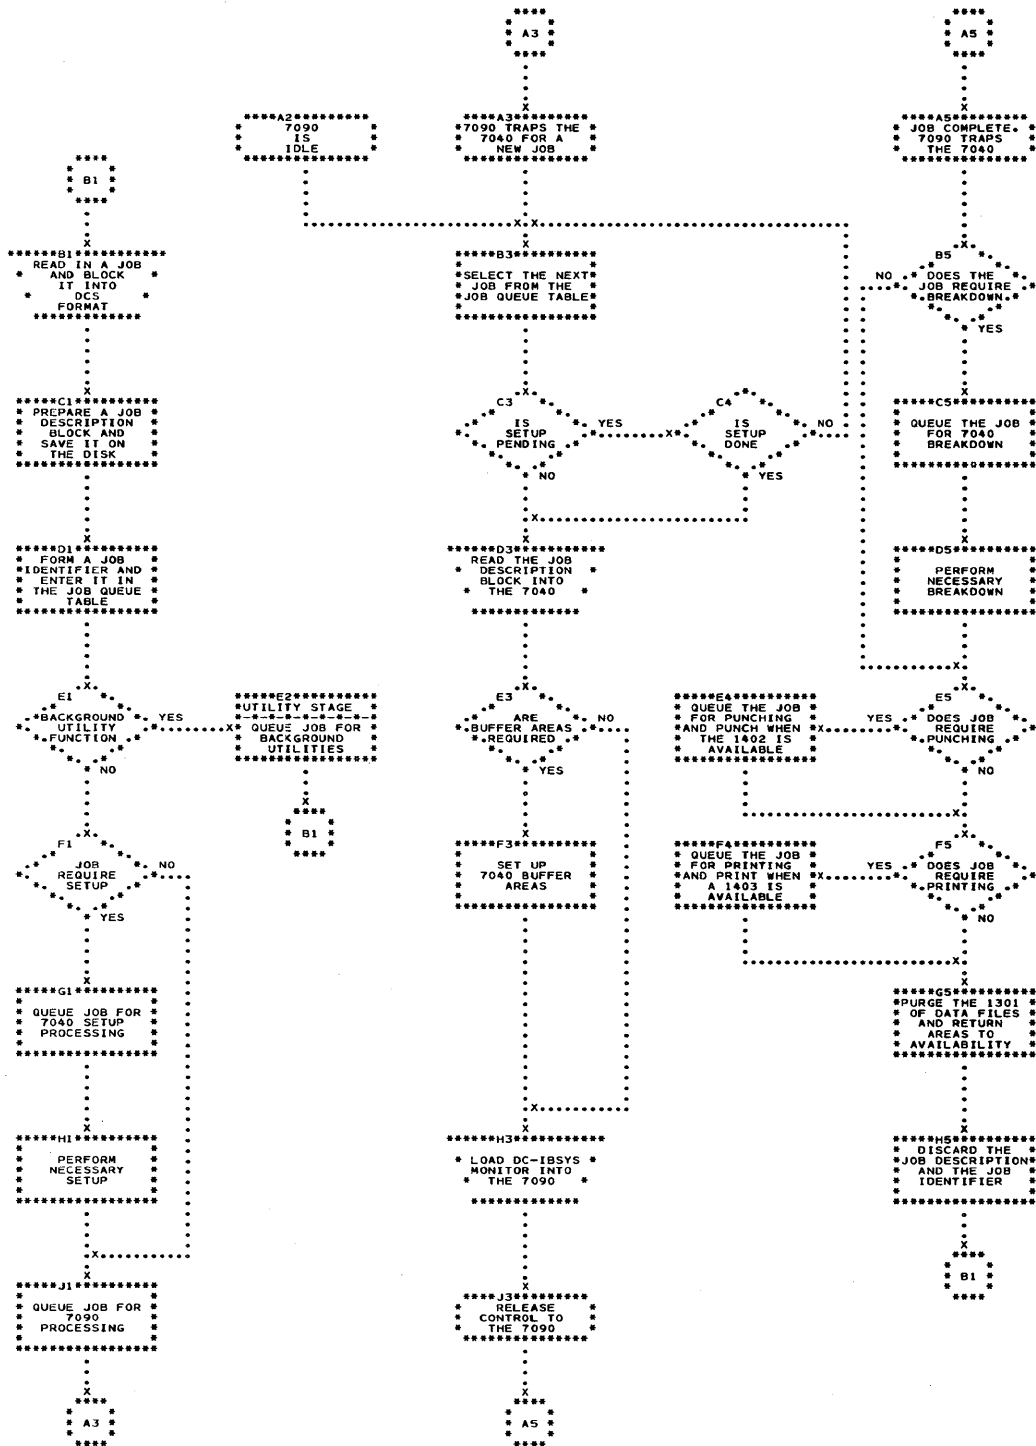 B1
B1
READ IN A JOB
AND BLOCK
IT INTO
DCS
FORMAT
C1
PREPARE A JOB
DESCRIPTION
BLOCK AND
SAVE IT ON
THE DISK
D1
FORM A JOB
IDENTIFIER AND
ENTER IT IN
THE JOB QUEUE
TABLE
E1
BACKGROUND
UTILITY
FUNCTION
YES
NO
E2
UTILITY STAGE
QUEUE JOB FOR
BACKGROUND
UTILITIES
B1
F1
JOB
REQUIRE
SETUP
NO
YES
G1
QUEUE JOB FOR
7040 SETUP
PROCESSING
H1
PERFORM
NECESSARY
SETUP
J1
QUEUE JOB FOR
7090
PROCESSING
A3
A2
7090
IS
IDLE
A3
A3
7090 TRAPS THE
7040 FOR A
NEW JOB
B3
SELECT THE NEXT
JOB FROM THE
JOB QUEUE TABLE
C3
IS
SETUP
PENDING
YES
NO
C4
IS
SETUP
DONE
NO
YES
D3
READ THE JOB
DESCRIPTION
BLOCK INTO
THE 7040
E3
ARE
BUFFER AREAS
REQUIRED
NO
YES
F3
SET UP
7040 BUFFER
AREAS
H3
LOAD DC-IBSYS
MONITOR INTO
THE 7090
J3
RELEASE
CONTROL TO
THE 7090
A5
A5
A5
JOB COMPLETE.
7090 TRAPS
THE 7040
B5
DOES THE
JOB REQUIRE
BREAKDOWN
NO
YES
C5
QUEUE THE JOB
FOR 7040
BREAKDOWN
D5
PERFORM
NECESSARY
BREAKDOWN
E5
DOES JOB
REQUIRE
PUNCHING
YES
NO
E4
QUEUE THE JOB
FOR PUNCHING
AND PUNCH WHEN
THE 1402 IS
AVAILABLE
F5
DOES JOB
REQUIRE
PRINTING
YES
NO
F4
QUEUE THE JOB
FOR PRINTING
AND PRINT WHEN
A 1403 IS
AVAILABLE
G5
PURGE THE 1301
OF DATA FILES
AND RETURN
AREAS TO
AVAILABILITY
H5
DISCARD THE
JOB DESCRIPTION
AND THE JOB
IDENTIFIER
B1